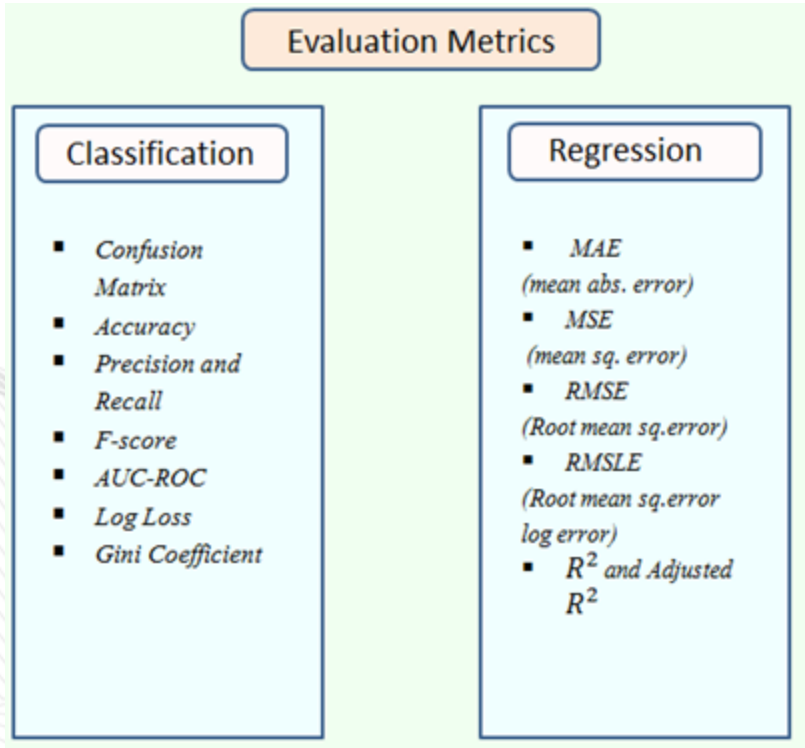 Evaluation Metrics
Classification
▪ Confusion
Matrix
▪ Accuracy
▪ Precision and
Recall
▪ F-score
▪ AUC-ROC
▪ Log Loss
▪ Gini Coefficient
Regression
▪ MAE
(mean abs. error)
▪ MSE
(mean sq. error)
▪ RMSE
(Root mean sq.error)
▪ RMSLE
(Root mean sq.error
log error)
▪ R² and Adjusted
R²